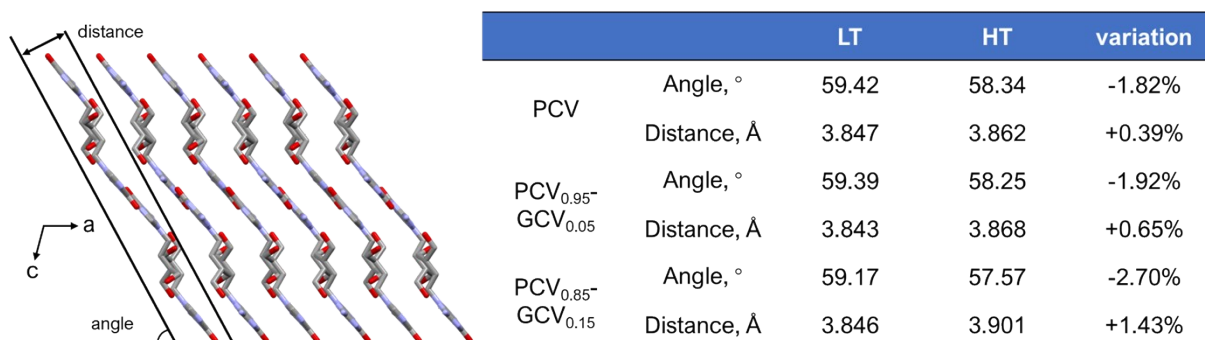 distance
a
c
angle
LT HT variation
PCV Angle, ° 59.42 58.34 -1.82%
Distance, Å 3.847 3.862 +0.39%
PCV0.95-
GCV0.05
Angle, ° 59.39 58.25 -1.92%
Distance, Å 3.843 3.868 +0.65%
PCV0.85-
GCV0.15
Angle, ° 59.17 57.57 -2.70%
Distance, Å 3.846 3.901 +1.43%